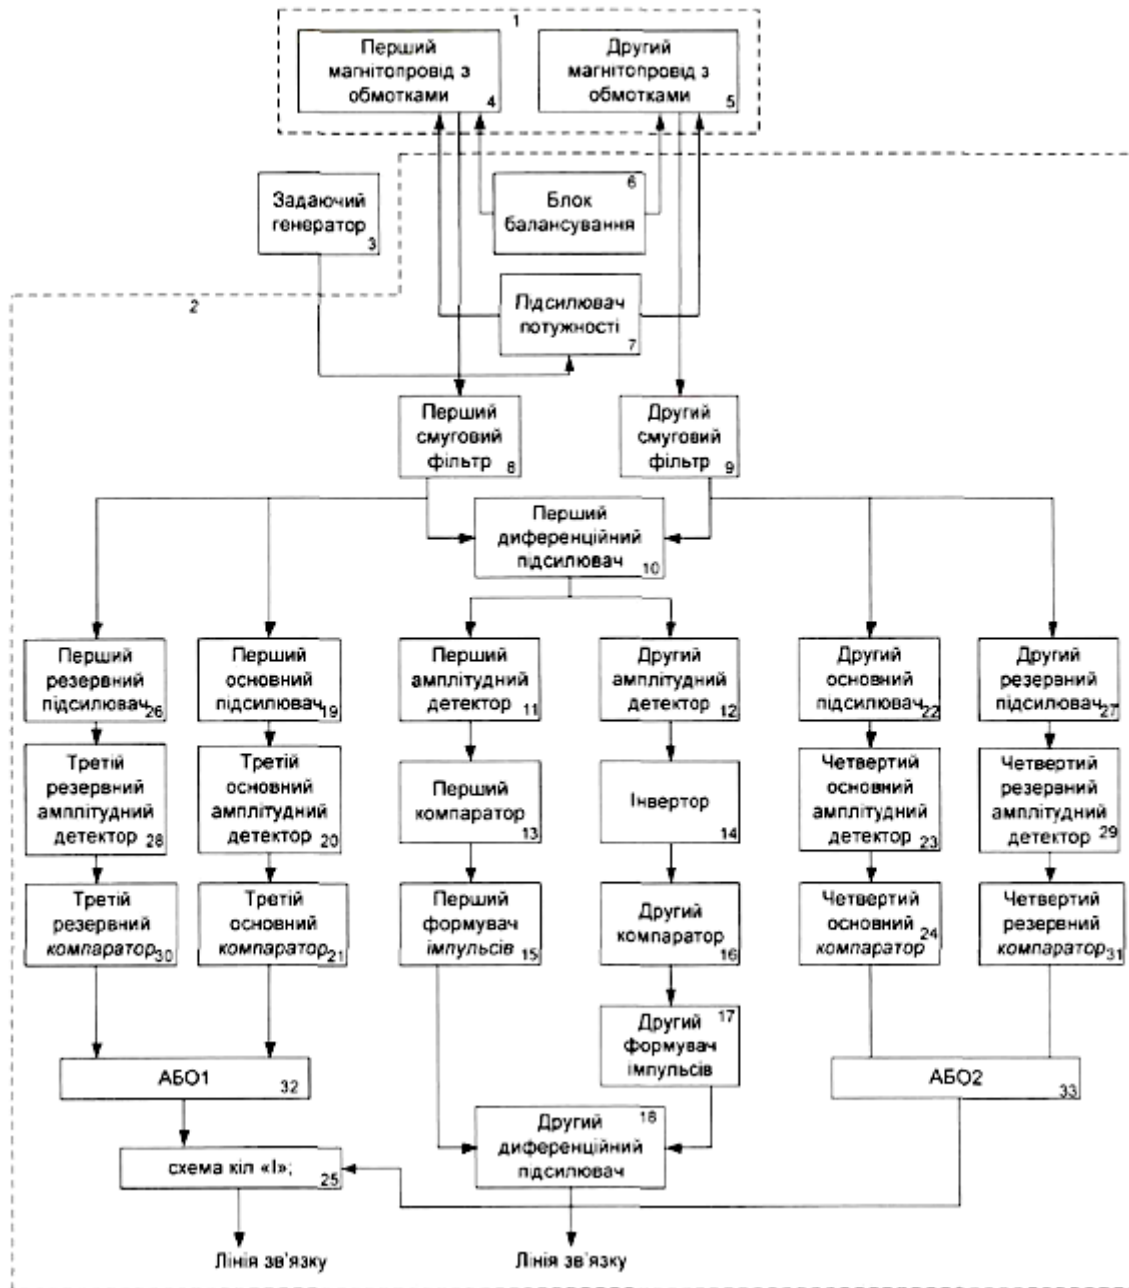 1
Перший
магнітопровід з
обмотками
4
Другий
магнітопровід з
обмотками
5
Задаючий
генератор
3
6
Блок
балансування
2
Підсилювач
потужності
7
Перший
смуговий
фільтр
8
Другий
смуговий
фільтр
9
Перший
диференційний
підсилювач
10
Перший
резервний
підсилювач
26
Перший
основний
підсилювач
19
Перший
амплітудний
детектор
11
Другий
амплітудний
детектор
12
Другий
основний
підсилювач
22
Другий
резервний
підсилювач
27
Третій
резервний
амплітудний
детектор
28
Третій
основний
амплітудний
детектор
20
Перший
компаратор
13
Інвертор
14
Четвертий
основний
амплітудний
детектор
23
Четвертий
резервний
амплітудний
детектор
29
Третій
резервний
компаратор
30
Третій
основний
компаратор
21
Перший
формувач
імпульсів
15
Другий
компаратор
16
Четвертий
основний
компаратор
24
Четвертий
резервний
компаратор
31
17
Другий
формувач
імпульсів
АБО1
32
АБО2
33
18
Другий
диференційний
підсилювач
схема кіл «І»;
25
Лінія зв'язку
Лінія зв'язку